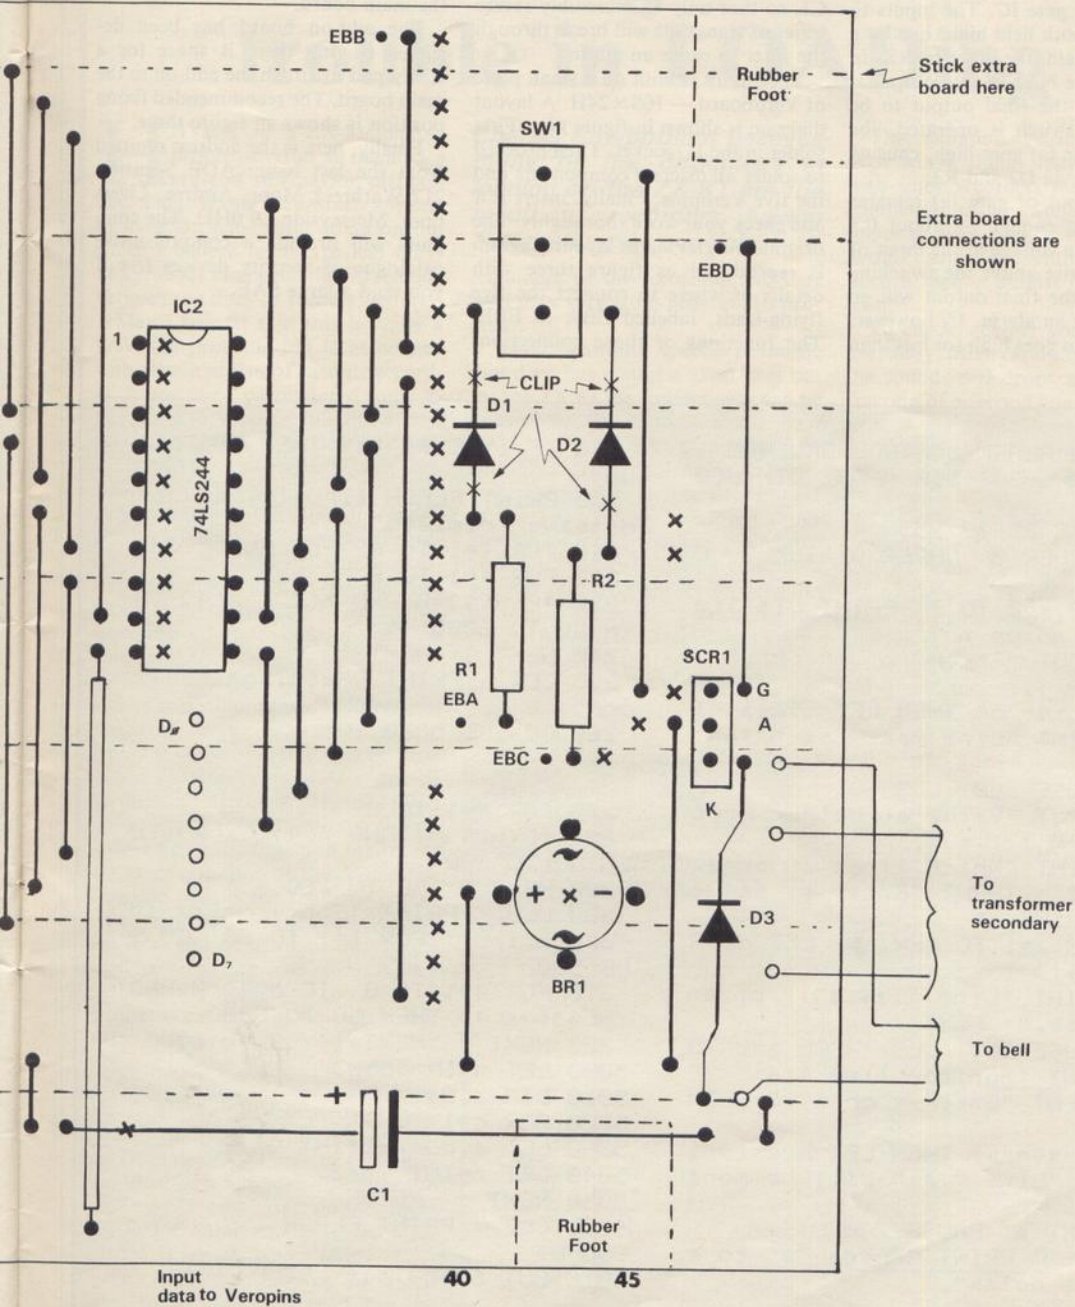 EBB
Rubber
Foot
Stick extra
board here
SW1
Extra board
connections are
shown
EBD
IC2
1
CLIP
D1
D2
74LS244
R2
R1
SCR1
G
EBA
A
EBC
K
To
transformer
secondary
+
−
D3
D₇
BR1
To bell
+
C1
Rubber
Foot
40
45
Input
data to Veropins